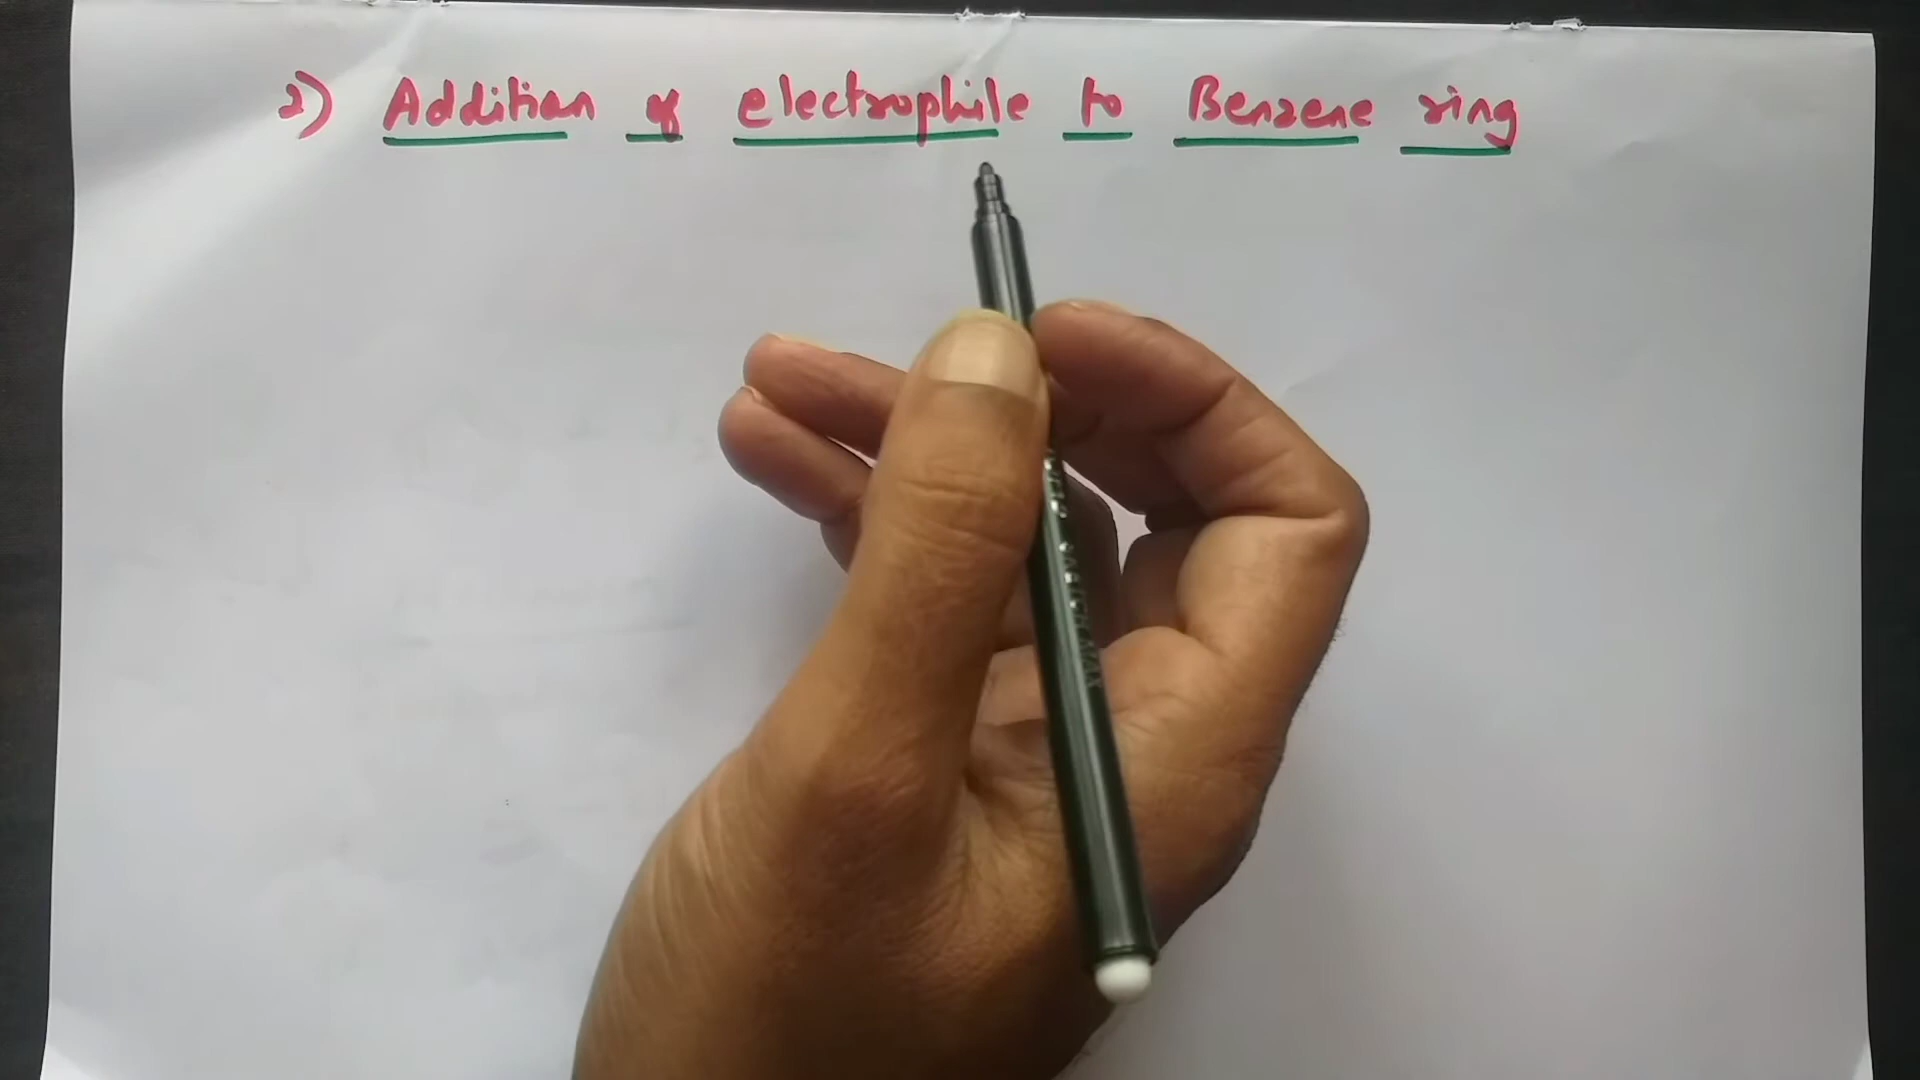 2) Addition of electrophile to Benzene ring